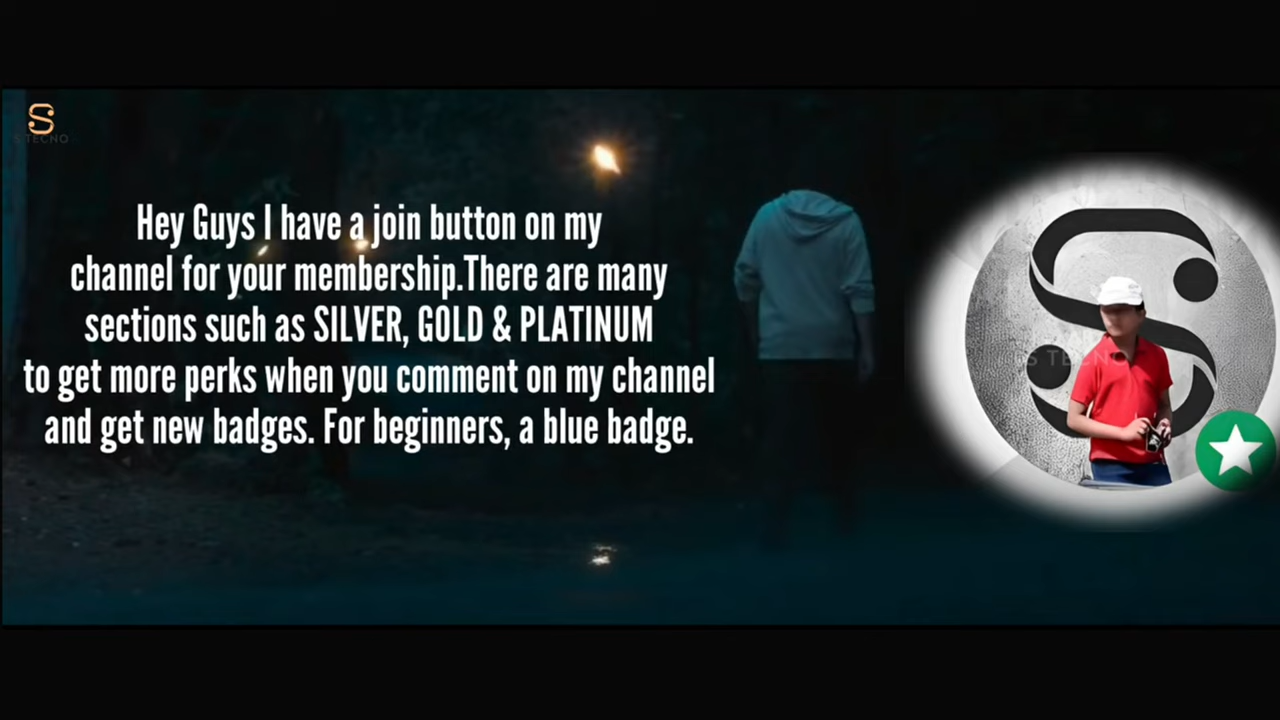 S
S TECNO
Hey Guys I have a join button on my
channel for your membership.There are many
sections such as SILVER, GOLD & PLATINUM
to get more perks when you comment on my channel
and get new badges. For beginners, a blue badge.
S
S TECNO